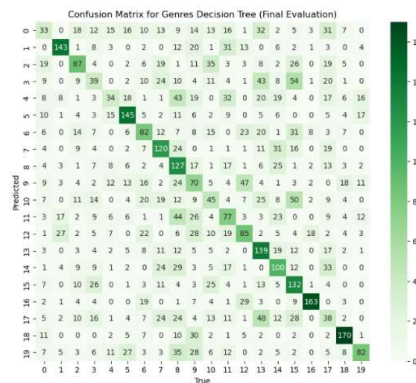 Confusion Matrix for Genres Decision Tree (Final Evaluation)
0 33 0 18 12 15 16 10 13 9 14 13 16 1 32 2 5 3 31 7 0
1 0 143 1 8 3 0 2 0 12 20 1 31 13 0 6 2 1 3 0 4
2 19 0 87 4 0 2 6 19 1 10 35 3 3 8 2 26 0 19 5 0
3 9 0 9 39 0 2 10 24 10 4 11 4 1 43 8 54 0 1 0
4 8 8 1 3 34 18 1 1 43 19 0 32 0 20 19 4 0 17 6 16
5 10 1 4 3 5 145 5 2 11 6 2 9 0 5 6 0 0 5 4 17
6 0 0 14 7 0 6 82 12 7 8 15 0 23 20 1 31 8 3 7 0
7 4 0 9 4 0 2 120 24 0 1 1 1 11 31 16 0 19 0 0
8 4 3 1 7 8 6 2 4 127 17 1 17 1 6 25 1 2 13 3 2
9 9 3 4 2 12 13 16 2 24 70 5 4 47 4 1 3 2 0 18 11
10 7 0 11 14 0 4 20 19 12 9 45 4 7 25 8 50 2 9 0 0
11 3 17 2 9 6 6 1 1 44 26 4 77 3 3 23 0 0 9 4 12
12 1 27 2 5 7 0 22 0 6 28 10 19 85 2 4 18 2 4 3
13 3 0 3 4 2 5 8 11 12 5 5 2 0 139 19 12 0 17 2 1
14 1 4 9 9 1 2 0 24 29 3 5 0 100 12 0 33 0 0
15 7 0 10 26 0 1 3 11 4 3 25 4 1 13 5 132 1 4 0 0
16 2 1 4 4 0 0 19 0 1 7 4 1 29 3 0 9 163 0 3 0
17 5 2 10 16 1 4 7 24 24 4 13 11 1 48 12 28 0 38 2 0
18 11 0 0 2 5 7 0 10 30 1 2 0 5 2 0 2 1 170 1
19 7 5 3 6 11 27 3 3 35 28 6 12 0 2 5 2 0 5 8 82
0 1 2 3 4 5 6 7 8 9 10 11 12 13 14 15 16 17 18 19
Predicted
True